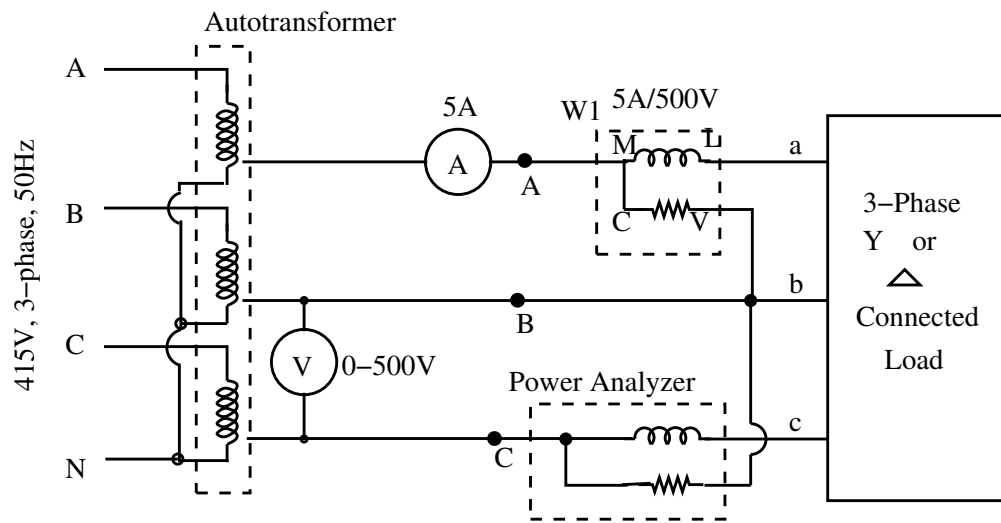 Autotransformer
A
5A
W1
5A/500V
M
L
a
A
A
C
V
B
3−Phase
Y or
Connected
Load
b
B
415V, 3−phase, 50Hz
C
V
0−500V
Power Analyzer
c
C
N